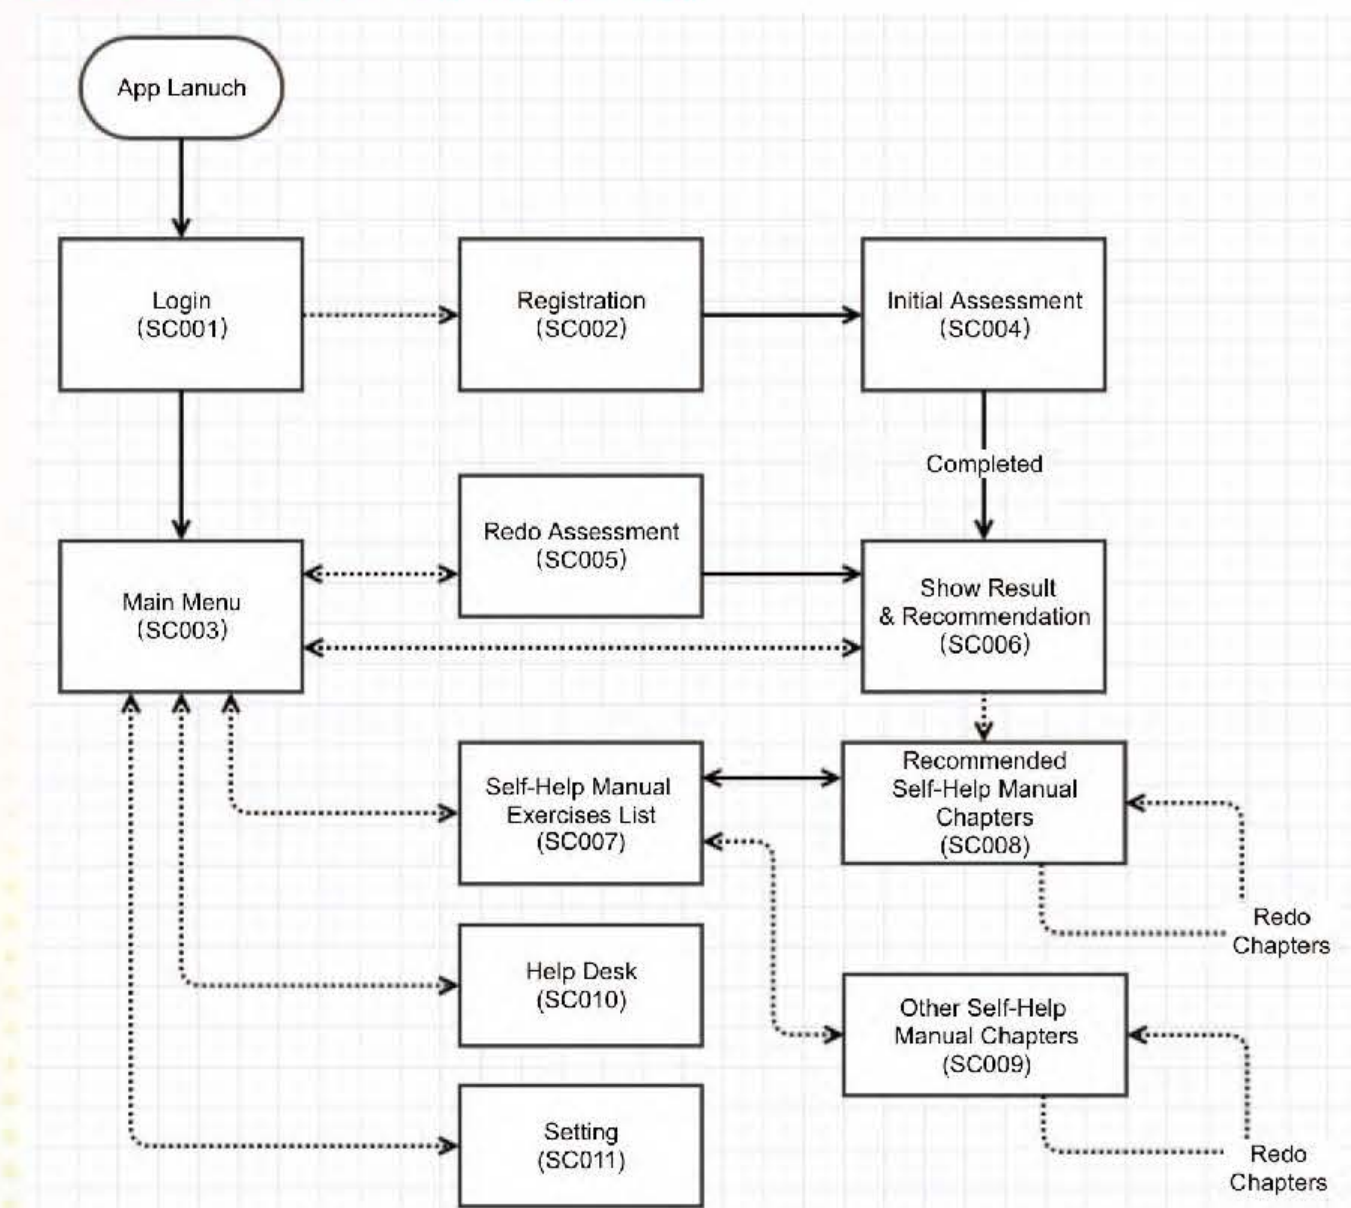 App Lanuch
Login
(SC001)
Registration
(SC002)
Initial Assessment
(SC004)
Completed
Redo Assessment
(SC005)
Main Menu
(SC003)
Show Result
& Recommendation
(SC006)
Self-Help Manual
Exercises List
(SC007)
Recommended
Self-Help Manual
Chapters
(SC008)
Redo
Chapters
Help Desk
(SC010)
Other Self-Help
Manual Chapters
(SC009)
Setting
(SC011)
Redo
Chapters